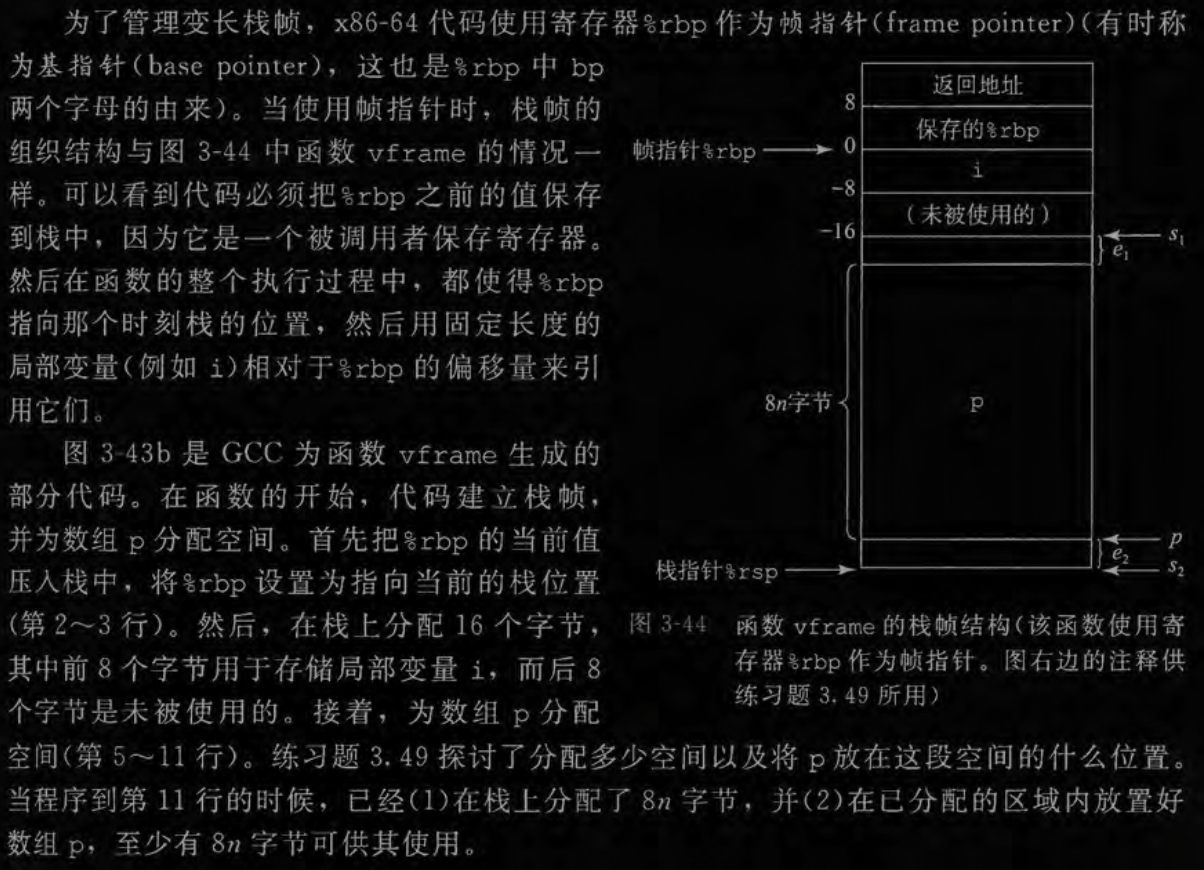 为了管理变长栈帧，x86-64 代码使用寄存器%rbp 作为帧指针(frame pointer)(有时称
为基指针(base pointer)，这也是%rbp 中 bp
两个字母的由来)。当使用帧指针时，栈帧的
组织结构与图 3-44 中函数 vframe 的情况一
样。可以看到代码必须把%rbp 之前的值保存
到栈中，因为它是一个被调用者保存寄存器。
然后在函数的整个执行过程中，都使得%rbp
指向那个时刻栈的位置，然后用固定长度的
局部变量(例如 i)相对于%rbp 的偏移量来引
用它们。
图 3-43b 是 GCC 为函数 vframe 生成的
部分代码。在函数的开始，代码建立栈帧，
并为数组 p 分配空间。首先把%rbp 的当前值
压入栈中，将%rbp 设置为指向当前的栈位置
(第 2～3 行)。然后，在栈上分配 16 个字节，
其中前 8 个字节用于存储局部变量 i，而后 8
个字节是未被使用的。接着，为数组 p 分配
空间(第 5～11 行)。练习题 3.49 探讨了分配多少空间以及将 p 放在这段空间的什么位置。
当程序到第 11 行的时候，已经(1)在栈上分配了 8n 字节，并(2)在已分配的区域内放置好
数组 p，至少有 8n 字节可供其使用。
返回地址
8
保存的%rbp
帧指针%rbp
0
i
-8
(未被使用的)
-16
s₁
e₁
8n字节
p
p
e₂
栈指针%rsp
s₂
图 3-44 函数 vframe 的栈帧结构(该函数使用寄
存器%rbp 作为帧指针。图右边的注释供
练习题 3.49 所用)